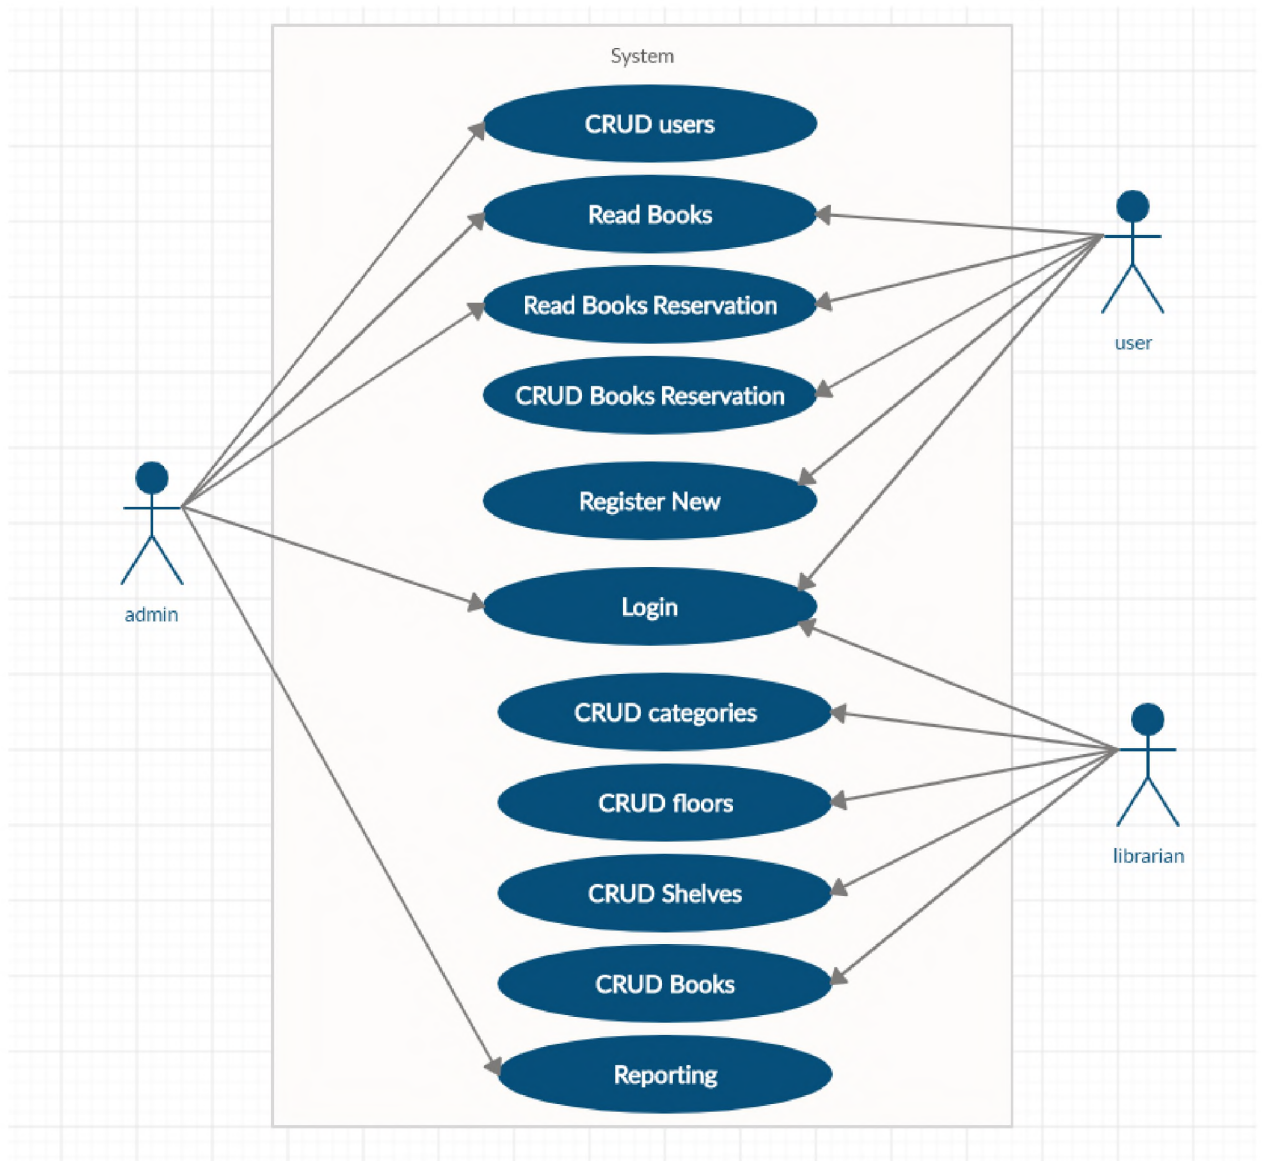 System
CRUD users
Read Books
Read Books Reservation
CRUD Books Reservation
Register New
Login
CRUD categories
CRUD floors
CRUD Shelves
CRUD Books
Reporting
admin
user
librarian